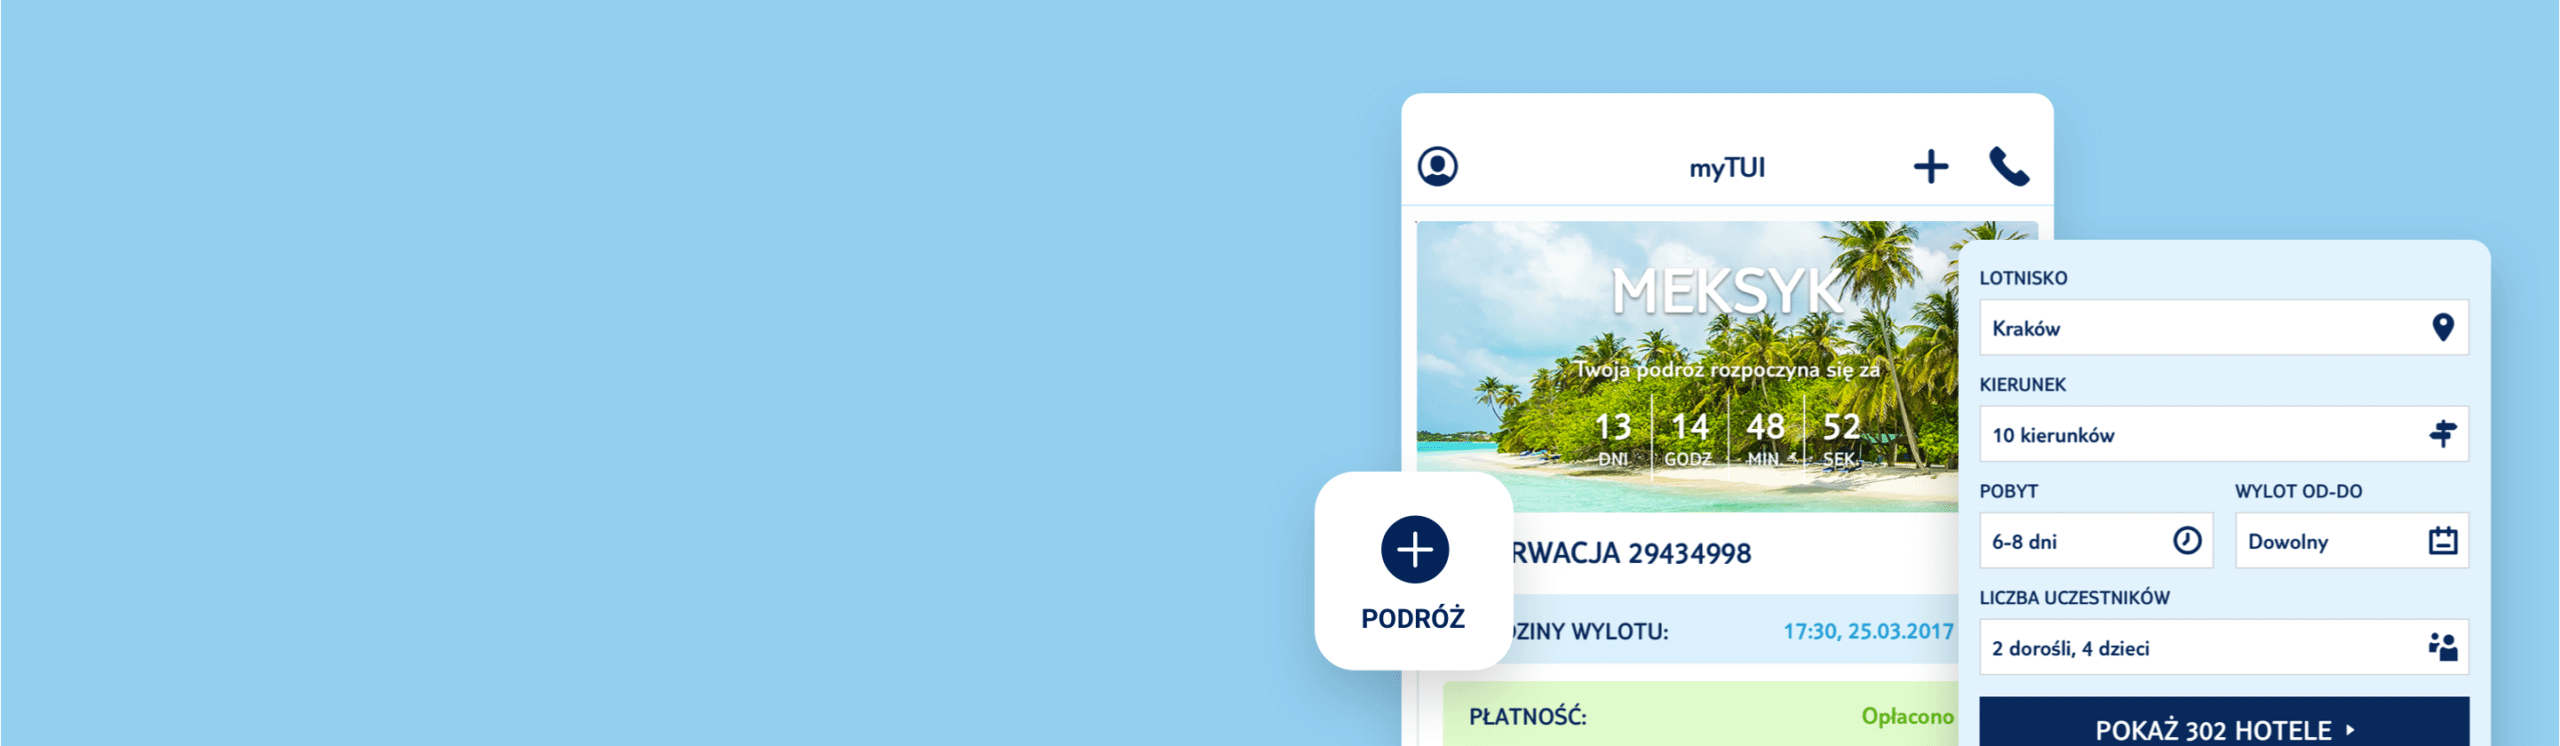 myTUI
MEKSYK
Twoja podróż rozpoczyna się za
13 14 48 52
DNI GODZ. MIN. SEK.
RWACJA 29434998
ZINY WYLOTU: 17:30, 25.03.2017
PŁATNOŚĆ: Opłacono
PODRÓŻ
LOTNISKO
Kraków
KIERUNEK
10 kierunków
POBYT WYLOT OD-DO
6-8 dni Dowolny
LICZBA UCZESTNIKÓW
2 dorośli, 4 dzieci
POKAŻ 302 HOTELE